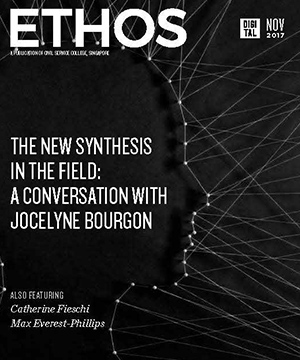 ETHOS
A PUBLICATION OF CIVIL SERVICE COLLEGE, SINGAPORE
DIGI
TAL
NOV
2017
THE NEW SYNTHESIS
IN THE FIELD:
A CONVERSATION WITH
JOCELYNE BOURGON
ALSO FEATURING
Catherine Fieschi
Max Everest-Phillips